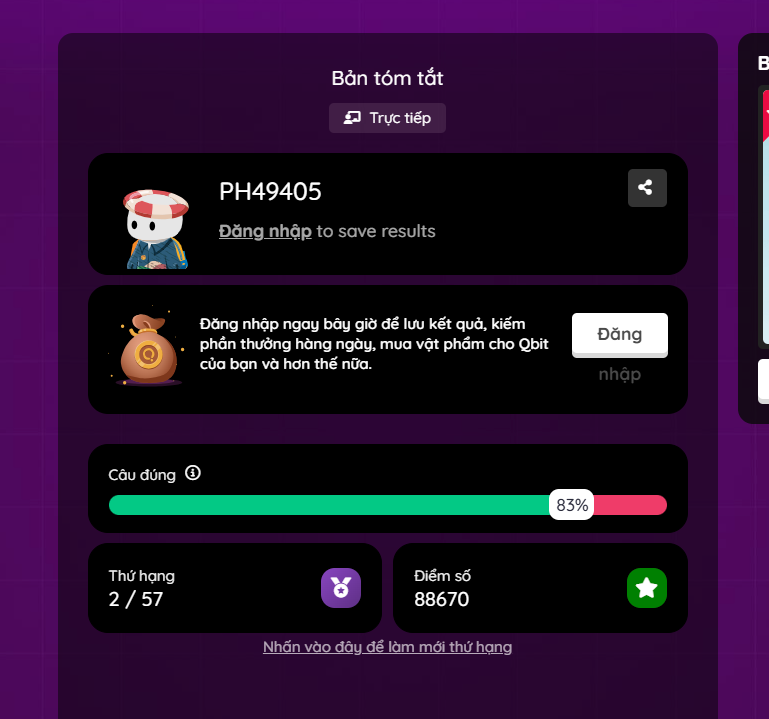 Bản tóm tắt
Trực tiếp
PH49405
Đăng nhập to save results
Đăng nhập ngay bây giờ để lưu kết quả, kiếm
phần thưởng hàng ngày, mua vật phẩm cho Qbit
của bạn và hơn thế nữa.
Đăng
nhập
Câu đúng
83%
Thứ hạng
2 / 57
Điểm số
88670
Nhấn vào đây để làm mới thứ hạng
B